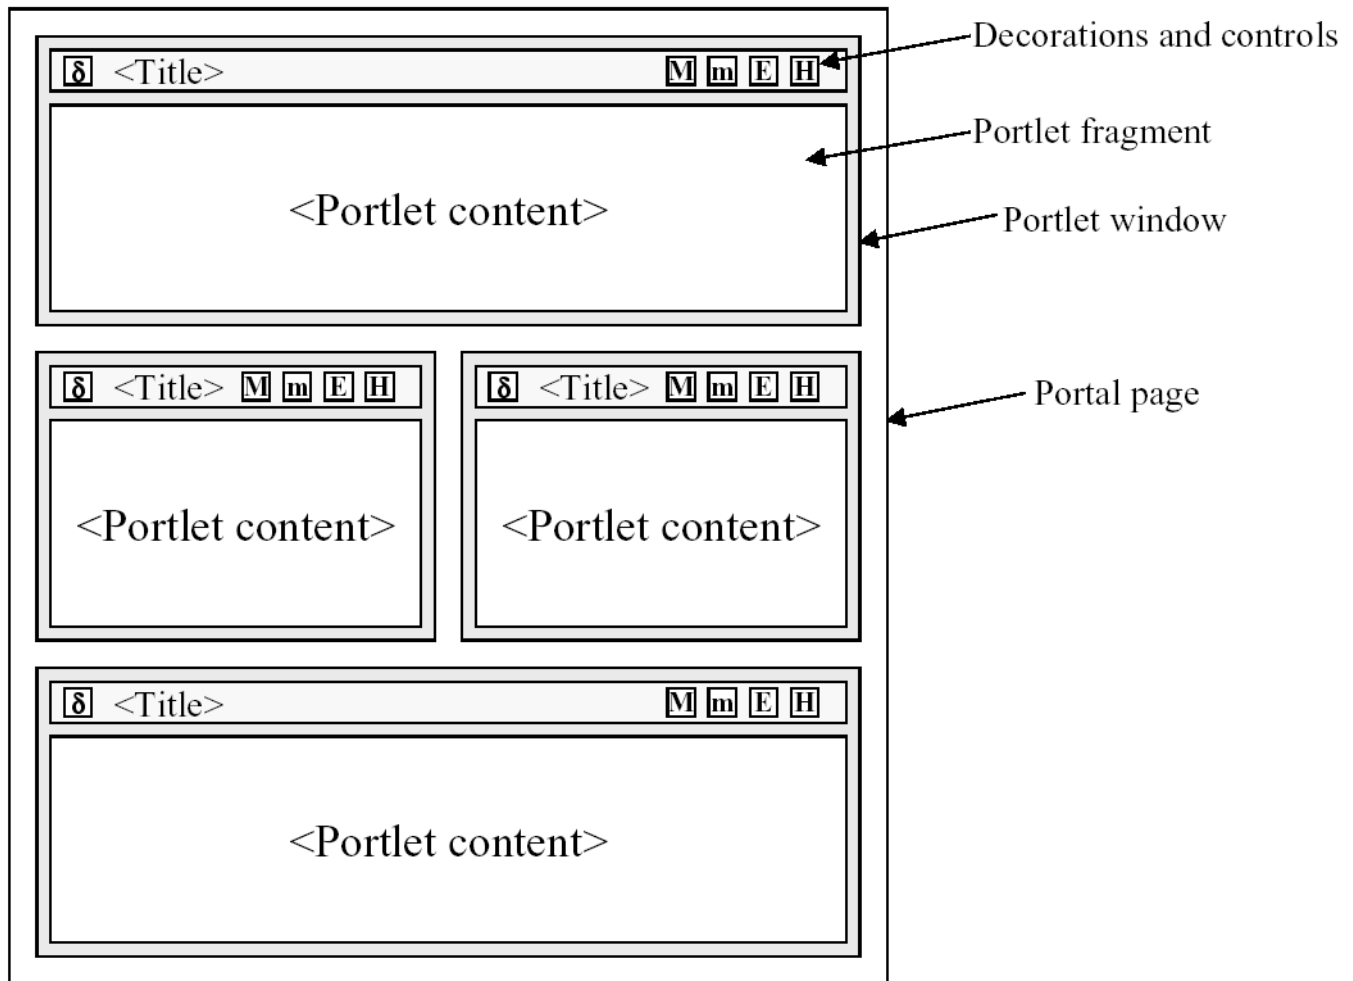 Decorations and controls
δ <Title> M m E H
Portlet fragment
<Portlet content>
Portlet window
δ <Title> M m E H
δ <Title> M m E H
Portal page
<Portlet content>
<Portlet content>
δ <Title> M m E H
<Portlet content>